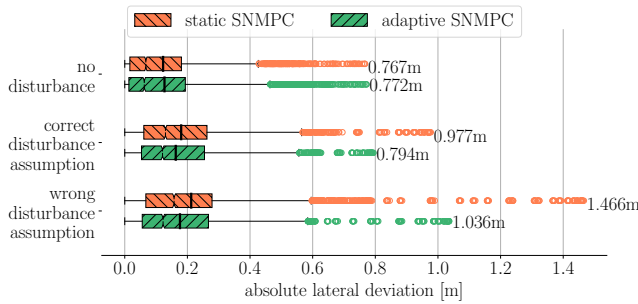 static SNMPC adaptive SNMPC
no
disturbance
0.767m
0.772m
correct
disturbance
assumption
0.977m
0.794m
wrong
disturbance
assumption
1.466m
1.036m
0.0 0.2 0.4 0.6 0.8 1.0 1.2 1.4
absolute lateral deviation [m]